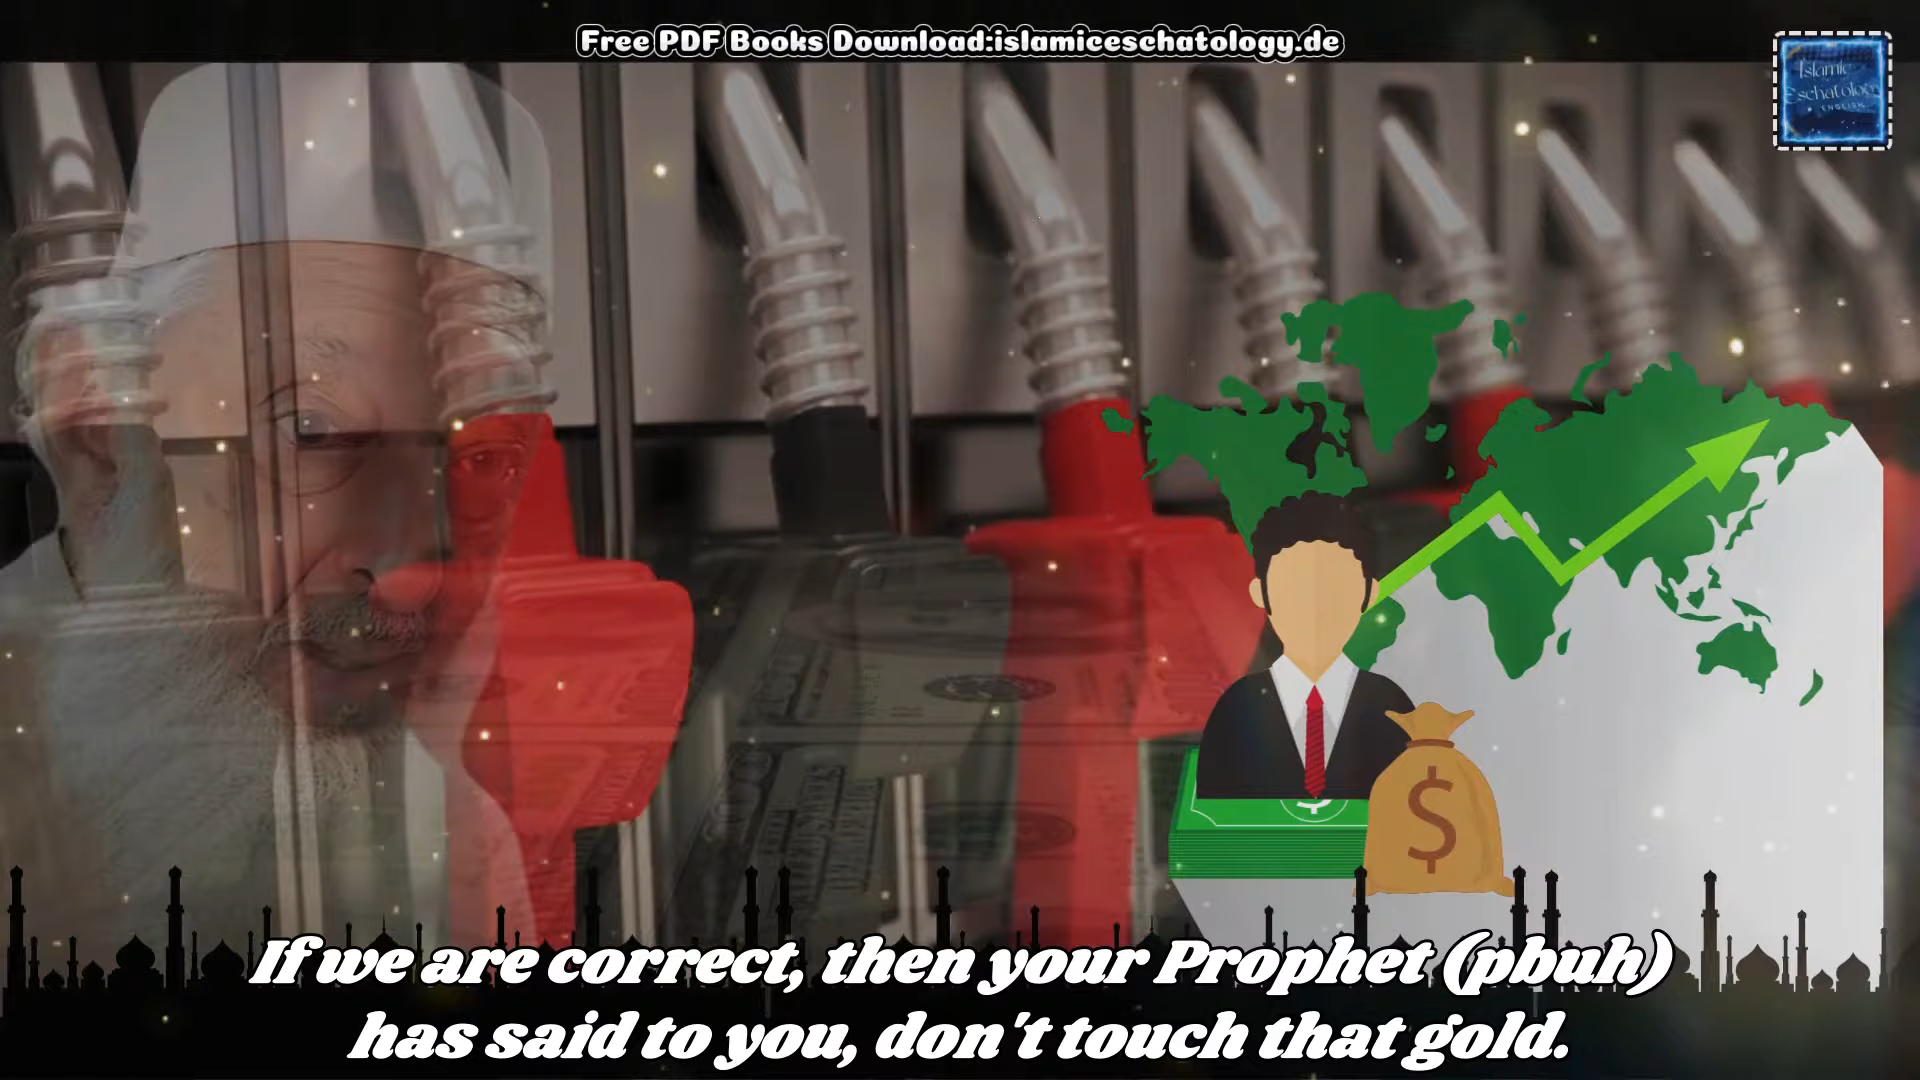 Free PDF Books Download:islamiceschatology.de
Islamic
Eschatology
ENGLISH
$
If we are correct, then your Prophet (pbuh)
has said to you, don't touch that gold.